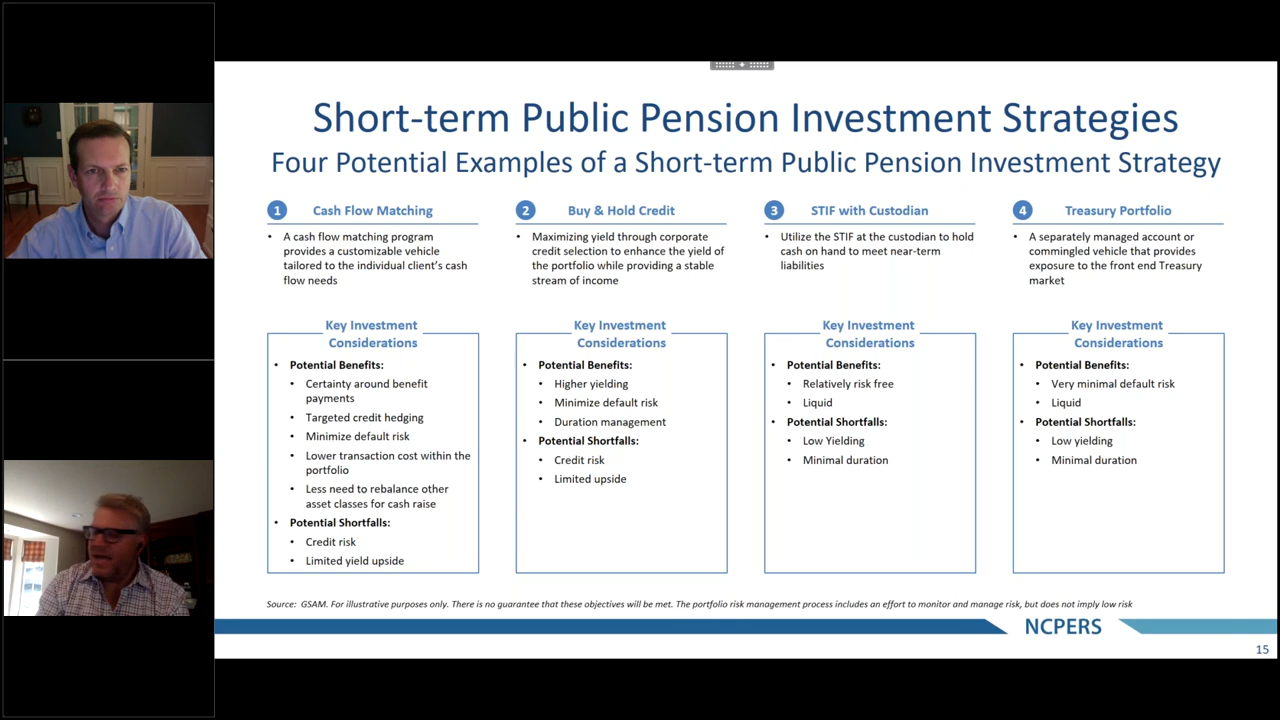 Short-term Public Pension Investment Strategies
Four Potential Examples of a Short-term Public Pension Investment Strategy
1 Cash Flow Matching
• A cash flow matching program
provides a customizable vehicle
tailored to the individual client's cash
flow needs
Key Investment
Considerations
• Potential Benefits:
• Certainty around benefit
payments
• Targeted credit hedging
• Minimize default risk
• Lower transaction cost within the
portfolio
• Less need to rebalance other
asset classes for cash raise
• Potential Shortfalls:
• Credit risk
• Limited yield upside
2 Buy & Hold Credit
• Maximizing yield through corporate
credit selection to enhance the yield of
the portfolio while providing a stable
stream of income
Key Investment
Considerations
• Potential Benefits:
• Higher yielding
• Minimize default risk
• Duration management
• Potential Shortfalls:
• Credit risk
• Limited upside
3 STIF with Custodian
• Utilize the STIF at the custodian to hold
cash on hand to meet near-term
liabilities
Key Investment
Considerations
• Potential Benefits:
• Relatively risk free
• Liquid
• Potential Shortfalls:
• Low Yielding
• Minimal duration
4 Treasury Portfolio
• A separately managed account or
commingled vehicle that provides
exposure to the front end Treasury
market
Key Investment
Considerations
• Potential Benefits:
• Very minimal default risk
• Liquid
• Potential Shortfalls:
• Low yielding
• Minimal duration
Source: GSAM. For illustrative purposes only. There is no guarantee that these objectives will be met. The portfolio risk management process includes an effort to monitor and manage risk, but does not imply low risk
NCPERS
15